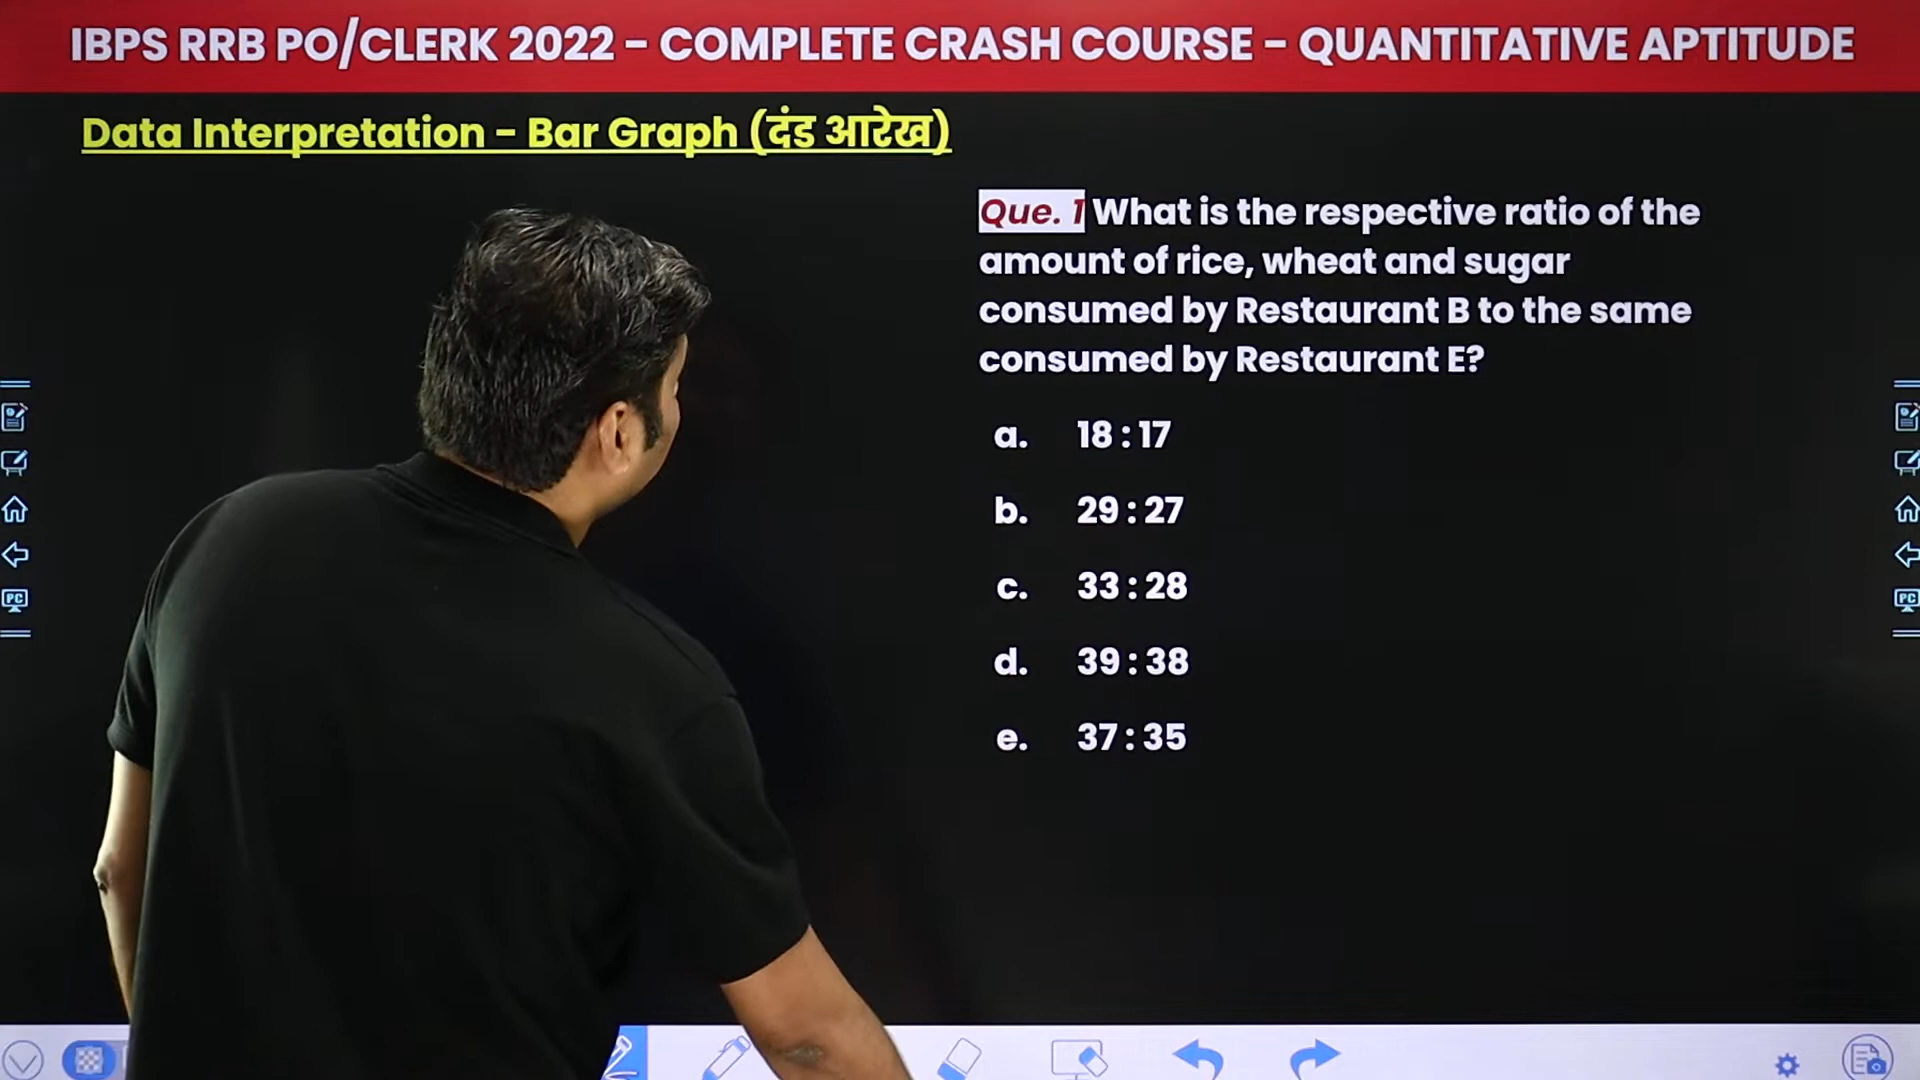 IBPS RRB PO/CLERK 2022 - COMPLETE CRASH COURSE - QUANTITATIVE APTITUDE
Data Interpretation - Bar Graph (दंड आरेख)
Que. 1 What is the respective ratio of the
amount of rice, wheat and sugar
consumed by Restaurant B to the same
consumed by Restaurant E?
a. 18 : 17
b. 29 : 27
c. 33 : 28
d. 39 : 38
e. 37 : 35
PC
PC